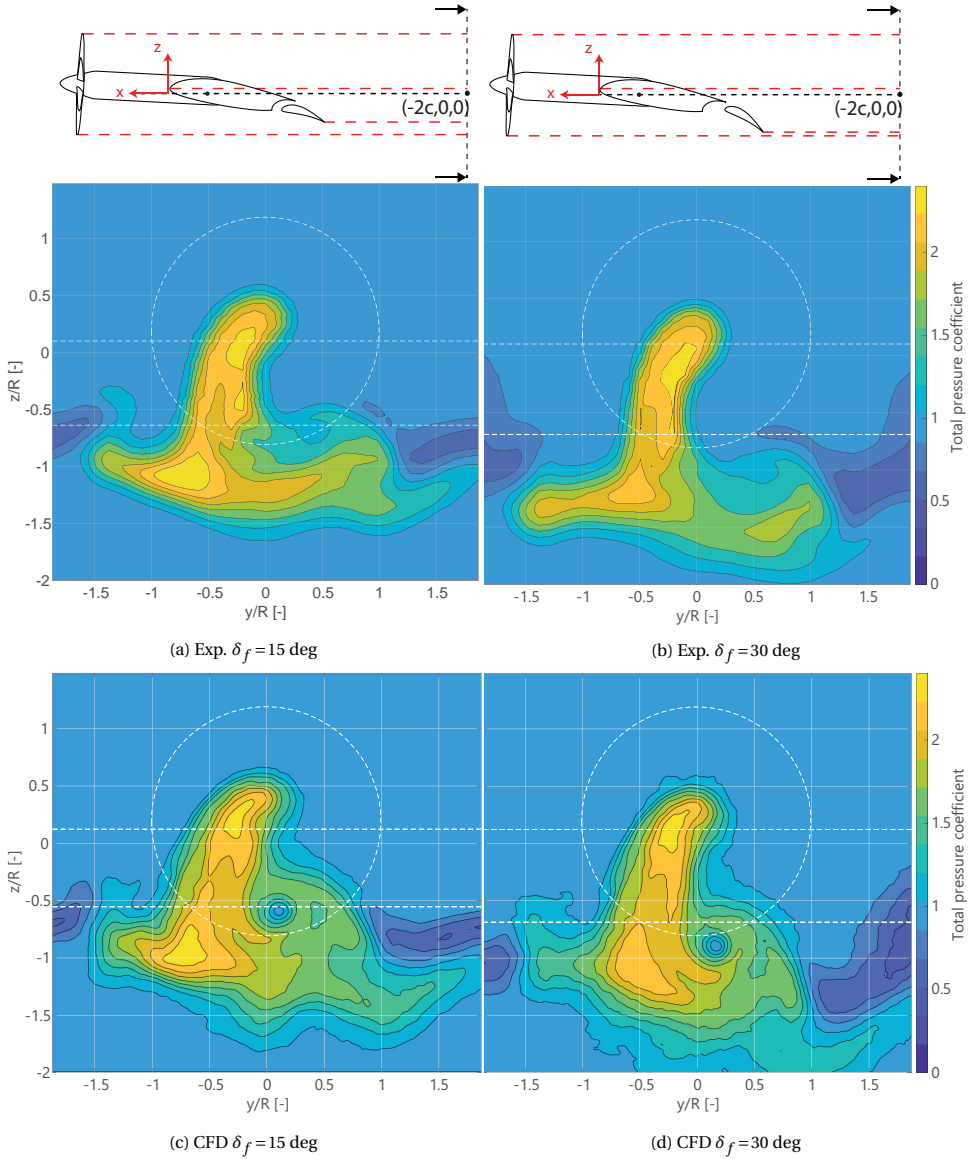 z
x
(-2c,0,0)
z
x
(-2c,0,0)
1
0.5
0
-0.5
-1
-1.5
-2
z/R [-]
-1.5 -1 -0.5 0 0.5 1 1.5
y/R [-]
-1.5 -1 -0.5 0 0.5 1 1.5
y/R [-]
2
1.5
1
0.5
0
Total pressure coefficient
(a) Exp. δf=15 deg
(b) Exp. δf=30 deg
1
0.5
0
-0.5
-1
-1.5
-2
z/R [-]
-1.5 -1 -0.5 0 0.5 1 1.5
y/R [-]
-1.5 -1 -0.5 0 0.5 1 1.5
y/R [-]
2
1.5
1
0.5
0
Total pressure coefficient
(c) CFD δf=15 deg
(d) CFD δf=30 deg